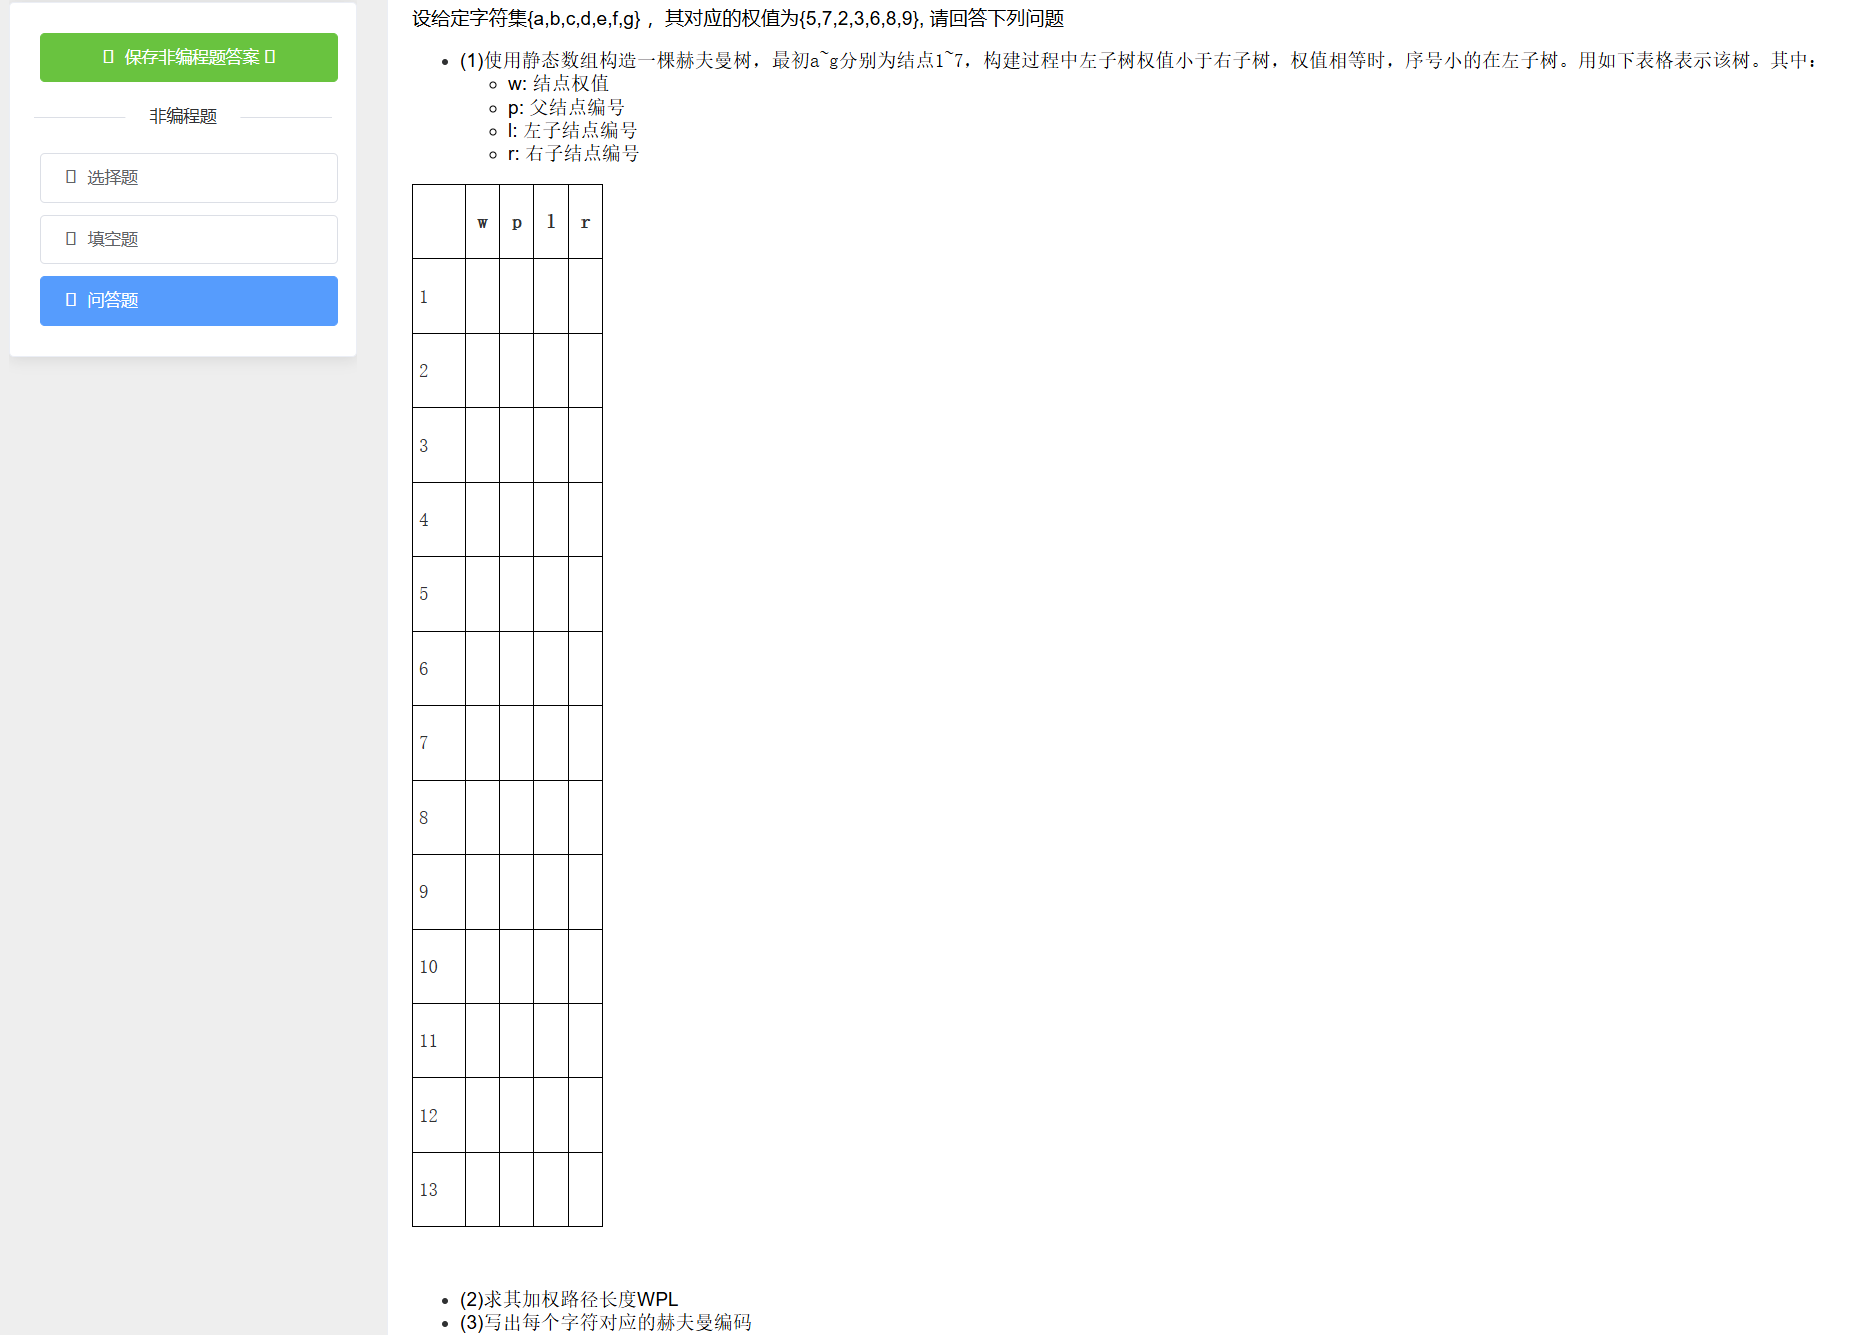 保存非编程题答案
非编程题
选择题
填空题
问答题
设给定字符集{a,b,c,d,e,f,g} ，其对应的权值为{5,7,2,3,6,8,9}, 请回答下列问题
(1)使用静态数组构造一棵赫夫曼树，最初a~g分别为结点1~7，构建过程中左子树权值小于右子树，权值相等时，序号小的在左子树。用如下表格表示该树。其中：
w: 结点权值
p: 父结点编号
l: 左子结点编号
r: 右子结点编号
w p l r
1
2
3
4
5
6
7
8
9
10
11
12
13
(2)求其加权路径长度WPL
(3)写出每个字符对应的赫夫曼编码